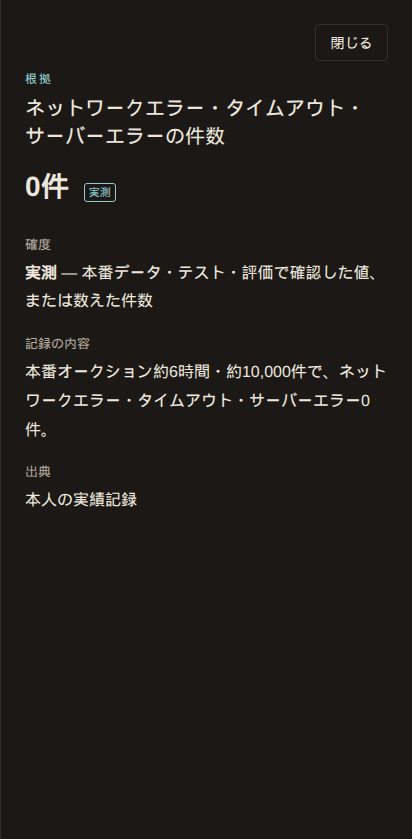 閉じる
根拠
ネットワークエラー・タイムアウト・
サーバーエラーの件数
0件 実測
確度
実測 — 本番データ・テスト・評価で確認した値、
または数えた件数
記録の内容
本番オークション約6時間・約10,000件で、ネット
ワークエラー・タイムアウト・サーバーエラー0
件。
出典
本人の実績記録